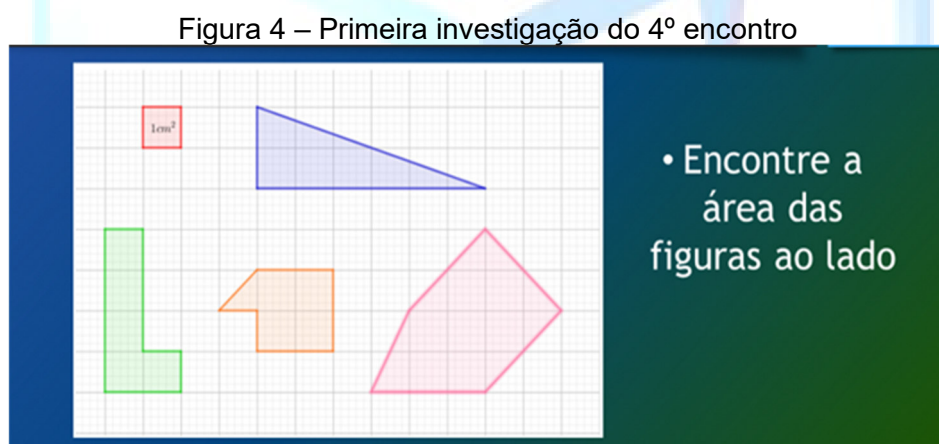 Figura 4 – Primeira investigação do 4º encontro
1cm²
• Encontre a
área das
figuras ao lado